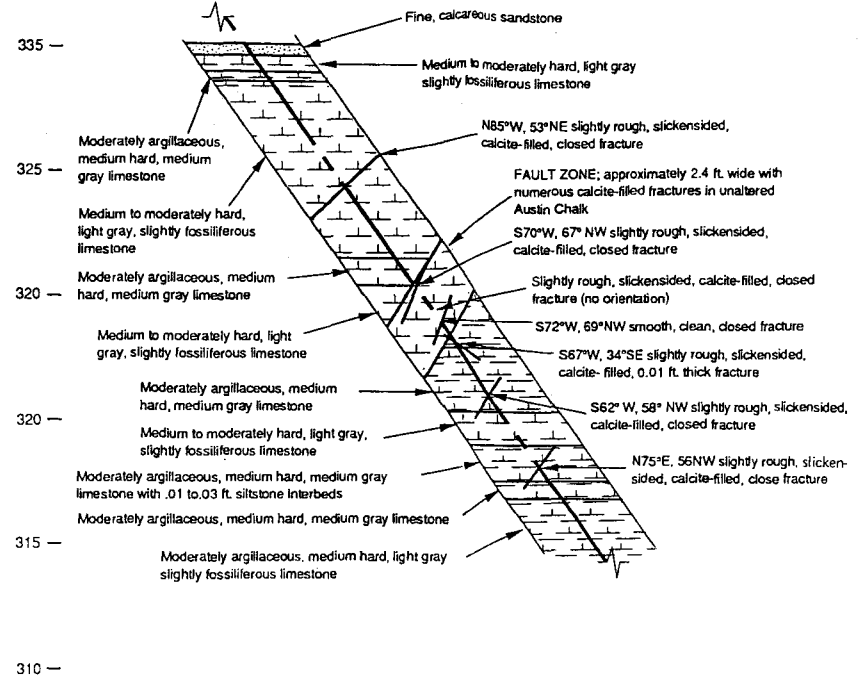 335
Fine, calcareous sandstone
Medium to moderately hard, light gray
slightly fossiliferous limestone
Moderately argillaceous,
medium hard, medium
gray limestone
N85°W, 53°NE slightly rough, slickensided,
calcite-filled, closed fracture
325
FAULT ZONE; approximately 2.4 ft. wide with
numerous calcite-filled fractures in unaltered
Austin Chalk
Medium to moderately hard,
light gray, slightly fossiliferous
limestone
S70°W, 67° NW slightly rough, slickensided,
calcite-filled, closed fracture
Moderately argillaceous, medium
hard, medium gray limestone
320
Slightly rough, slickensided, calcite-filled, closed
fracture (no orientation)
Medium to moderately hard, light
gray, slightly fossiliferous limestone
S72°W, 69°NW smooth, clean, closed fracture
S67°W, 34°SE slightly rough, slickensided,
calcite- filled, 0.01 ft. thick fracture
Moderately argillaceous, medium
hard, medium gray limestone
320
S62° W, 58° NW slightly rough, slickensided,
calcite-filled, closed fracture
Medium to moderately hard, light gray,
slightly fossiliferous limestone
N75°E, 56NW slightly rough, slicken-
sided, calcite-filled, close fracture
Moderately argillaceous, medium hard, medium gray
limestone with .01 to.03 ft. siltstone interbeds
Moderately argillaceous, medium hard, medium gray limestone
315
Moderately argillaceous, medium hard, light gray
slightly fossiliferous limestone
310